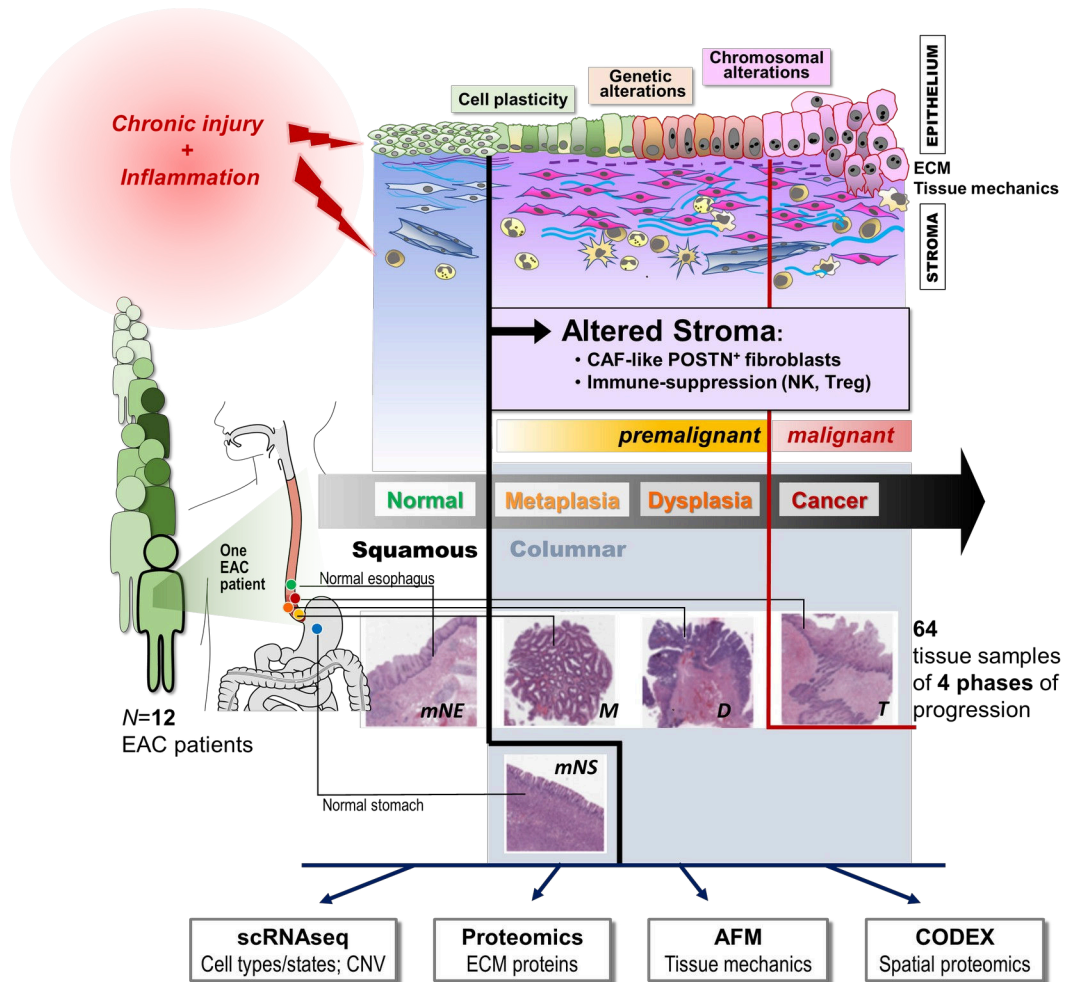 Chronic injury
+
Inflammation
Cell plasticity
Genetic
alterations
Chromosomal
alterations
EPITHELIUM
ECM
Tissue mechanics
STROMA
Altered Stroma:
• CAF-like POSTN⁺ fibroblasts
• Immune-suppression (NK, Treg)
premalignant
malignant
Normal
Metaplasia
Dysplasia
Cancer
Squamous
Columnar
One
EAC
patient
Normal esophagus
mNE
M
D
T
64
tissue samples
of 4 phases of
progression
N=12
EAC patients
mNS
Normal stomach
scRNAseq
Cell types/states; CNV
Proteomics
ECM proteins
AFM
Tissue mechanics
CODEX
Spatial proteomics